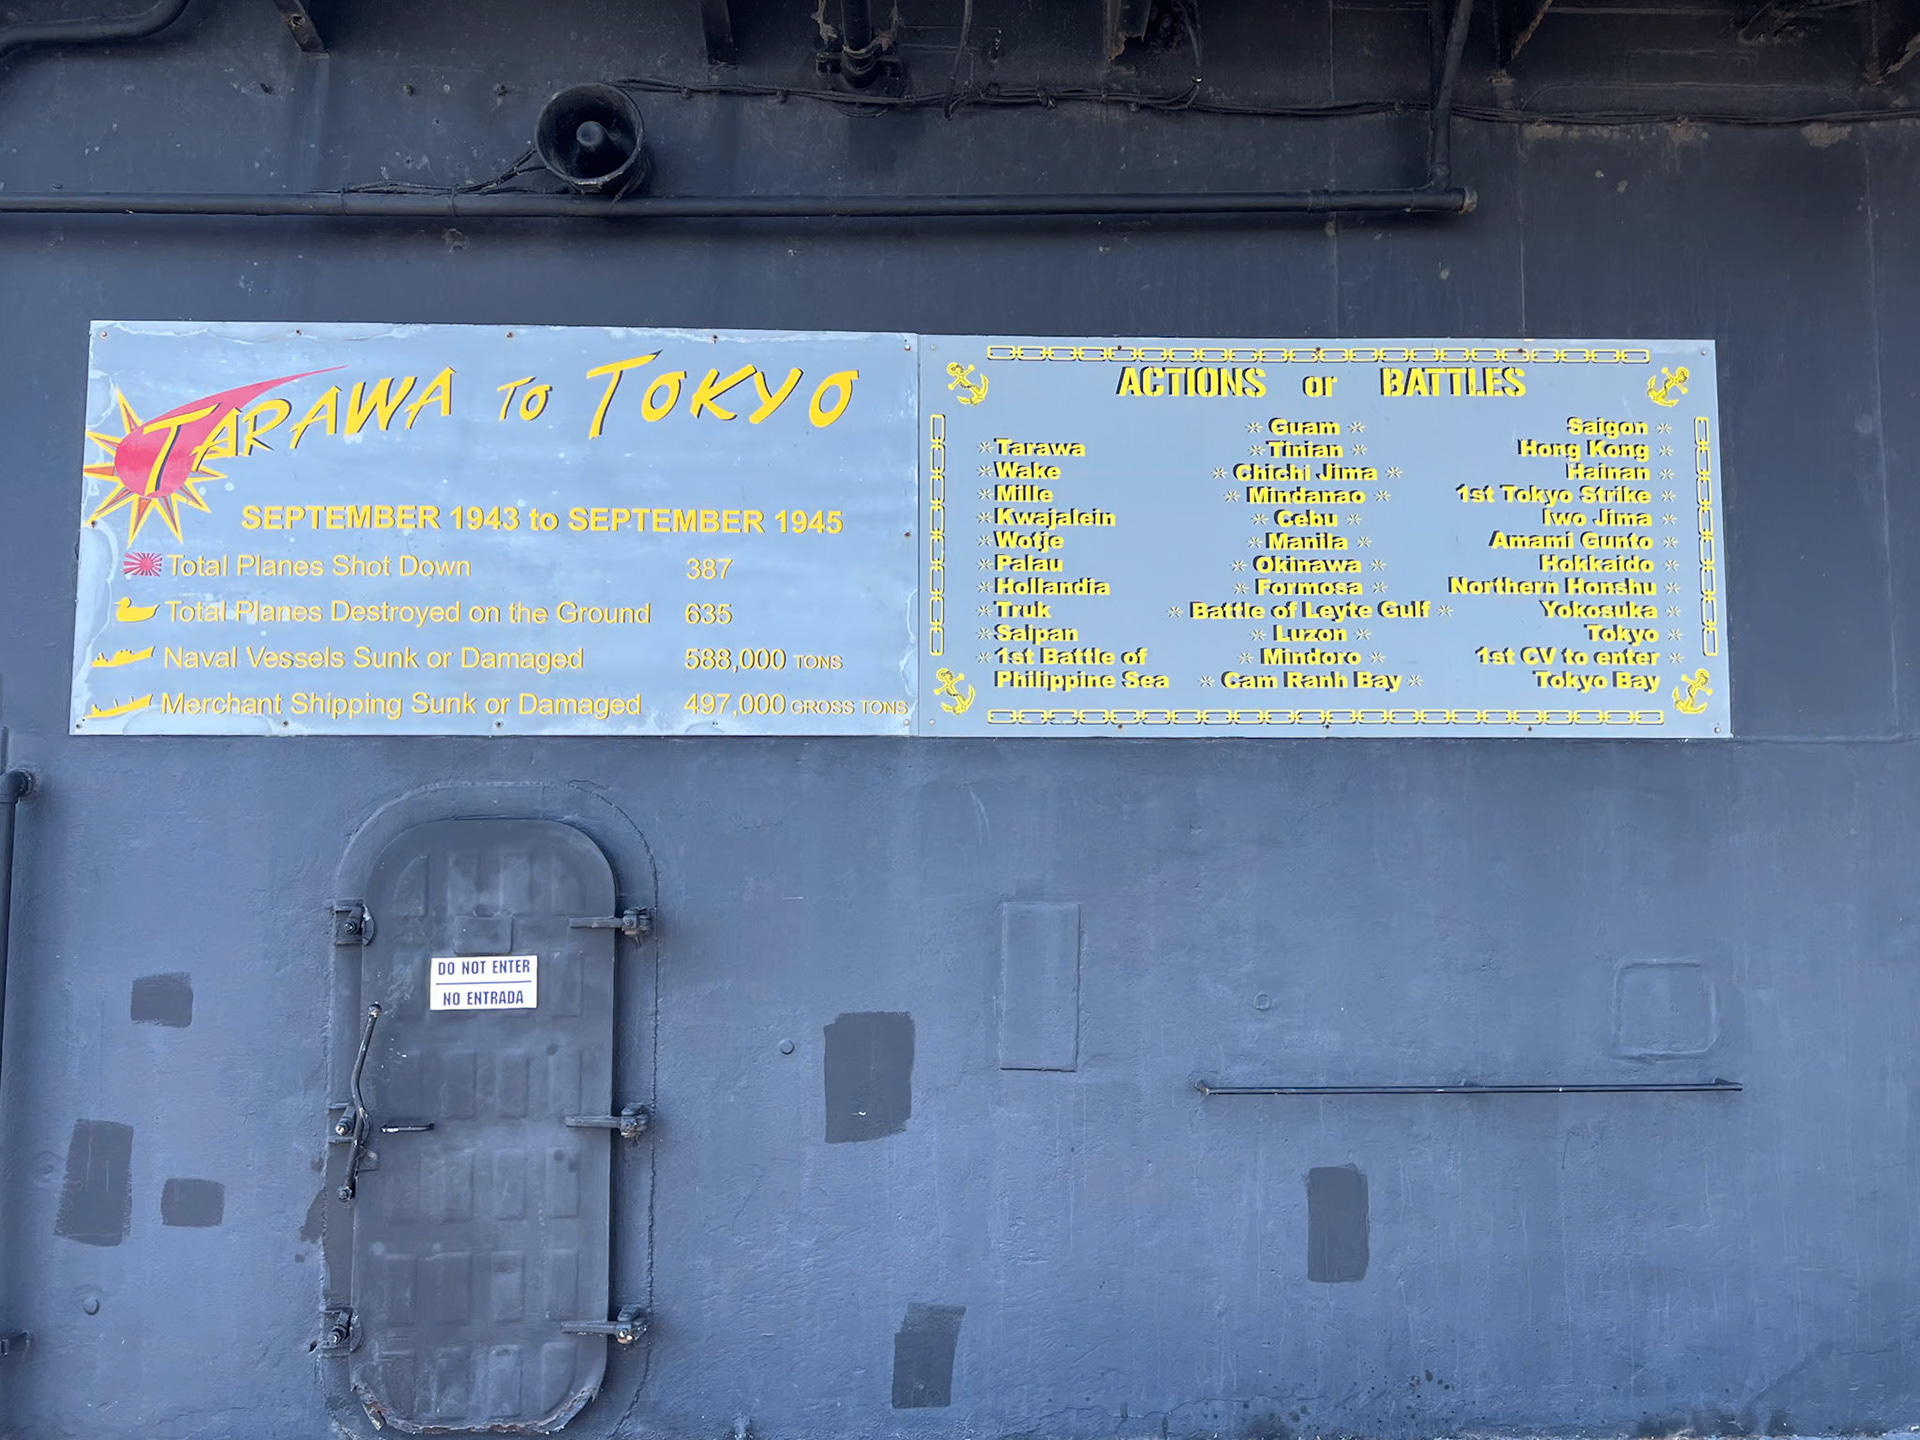 TARAWA TO TOKYO
SEPTEMBER 1943 to SEPTEMBER 1945
Total Planes Shot Down 387
Total Planes Destroyed on the Ground 635
Naval Vessels Sunk or Damaged 588,000 TONS
Merchant Shipping Sunk or Damaged 497,000 GROSS TONS
ACTIONS or BATTLES
Tarawa
Wake
Mille
Kwajalein
Wotje
Palau
Hollandia
Truk
Saipan
1st Battle of
Philippine Sea
Guam
Tinian
Chichi Jima
Mindanao
Cebu
Manila
Okinawa
Formosa
Battle of Leyte Gulf
Luzon
Mindoro
Cam Ranh Bay
Saigon
Hong Kong
Hainan
1st Tokyo Strike
Iwo Jima
Amami Gunto
Hokkaido
Northern Honshu
Yokosuka
Tokyo
1st CV to enter
Tokyo Bay
DO NOT ENTER
NO ENTRADA